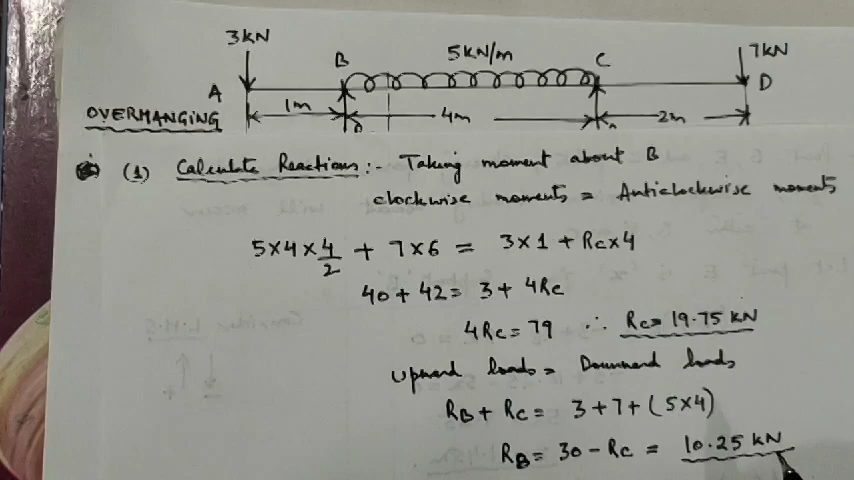 3KN
B 5KN/m C 7KN
A D
1m 4m 2m
OVERHANGING
(1) Calculate Reactions:- Taking moment about B
clockwise moments = Anticlockwise moments
5×4×4/2 + 7×6 = 3×1 + Rc×4
40 + 42 = 3 + 4Rc
4Rc = 79 ∴ Rc = 19.75 KN
Upward loads = Downward loads
RB + Rc = 3+7+(5×4)
RB = 30 - Rc = 10.25 KN